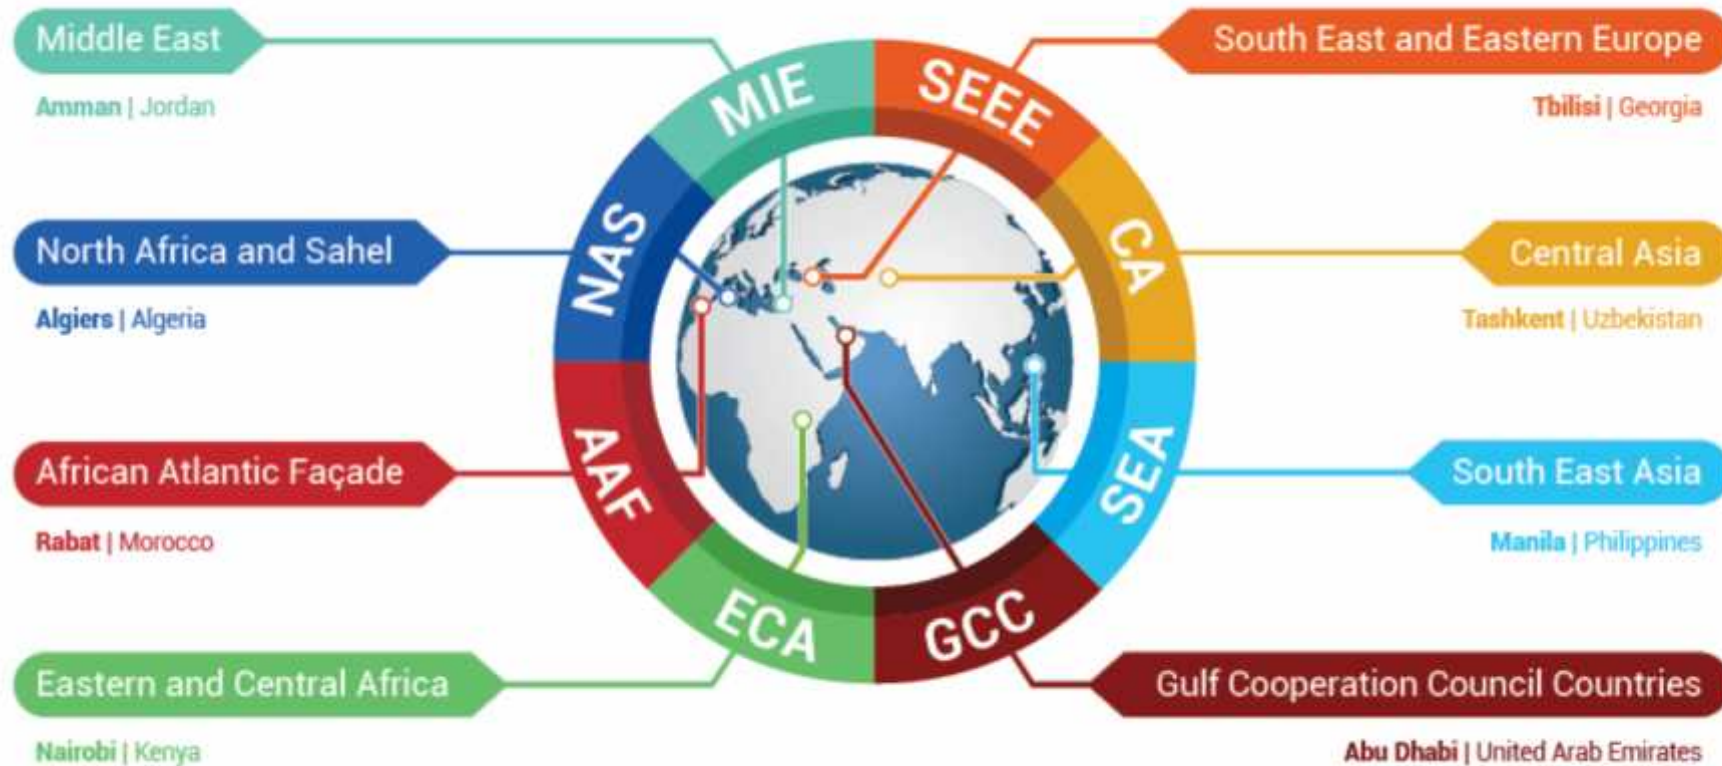 Middle East
Amman | Jordan
North Africa and Sahel
Algiers | Algeria
African Atlantic Façade
Rabat | Morocco
Eastern and Central Africa
Nairobi | Kenya
MIE
SEEE
NAS
CA
AAF
SEA
ECA
GCC
South East and Eastern Europe
Tbilisi | Georgia
Central Asia
Tashkent | Uzbekistan
South East Asia
Manila | Philippines
Gulf Cooperation Council Countries
Abu Dhabi | United Arab Emirates